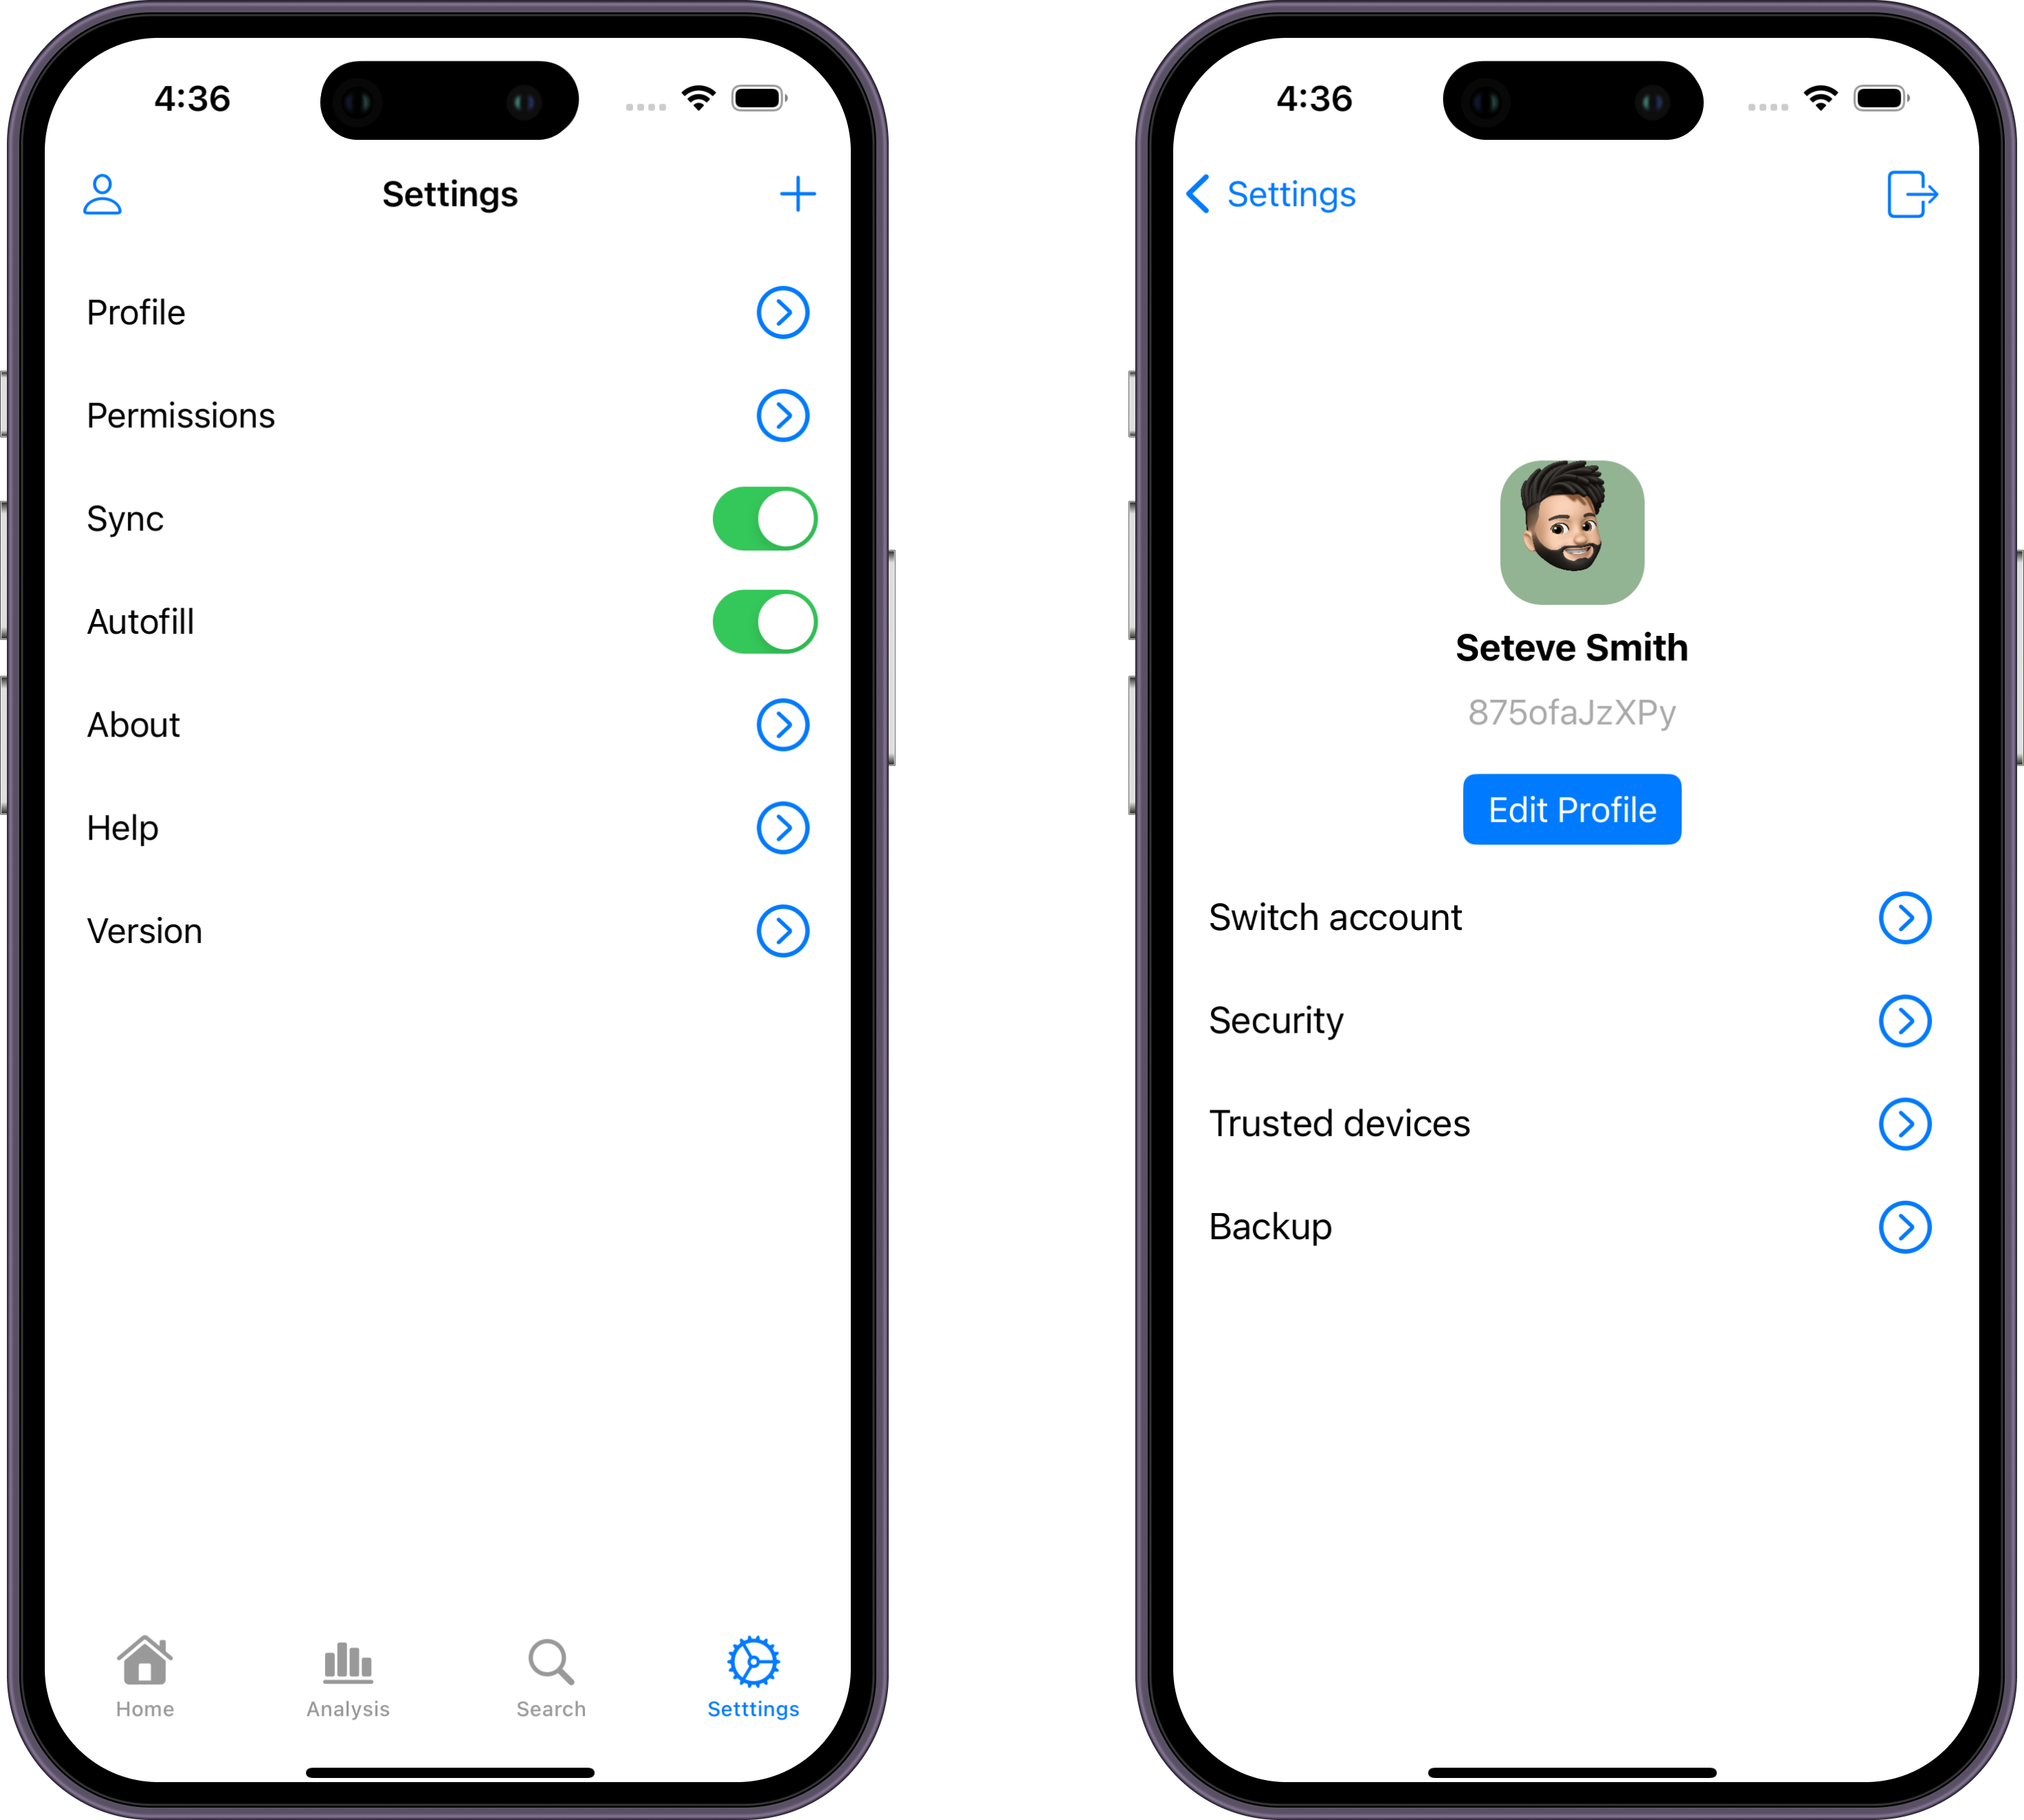 4:36
Settings
Profile
Permissions
Sync
Autofill
About
Help
Version
Home
Analysis
Search
Setttings
4:36
Settings
Seteve Smith
875ofaJzXPy
Edit Profile
Switch account
Security
Trusted devices
Backup